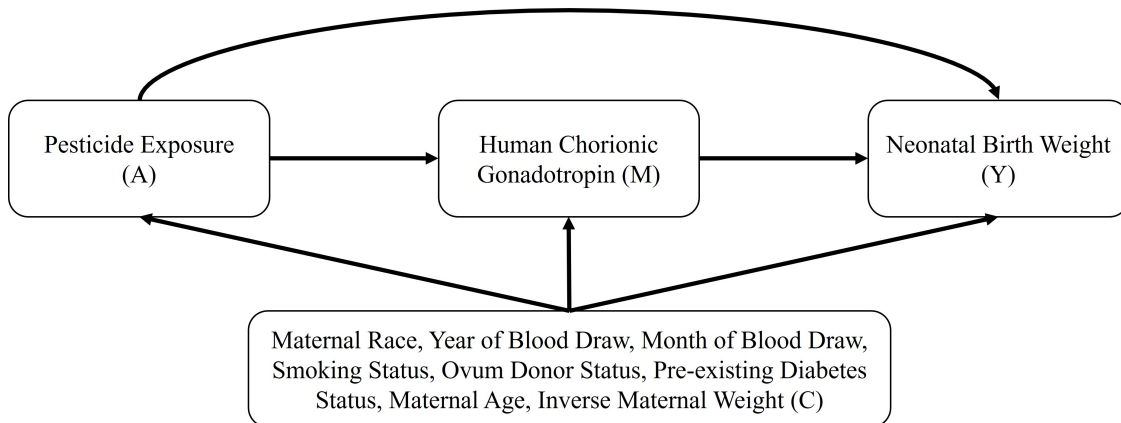 Pesticide Exposure
(A)
Human Chorionic
Gonadotropin (M)
Neonatal Birth Weight
(Y)
Maternal Race, Year of Blood Draw, Month of Blood Draw,
Smoking Status, Ovum Donor Status, Pre-existing Diabetes
Status, Maternal Age, Inverse Maternal Weight (C)